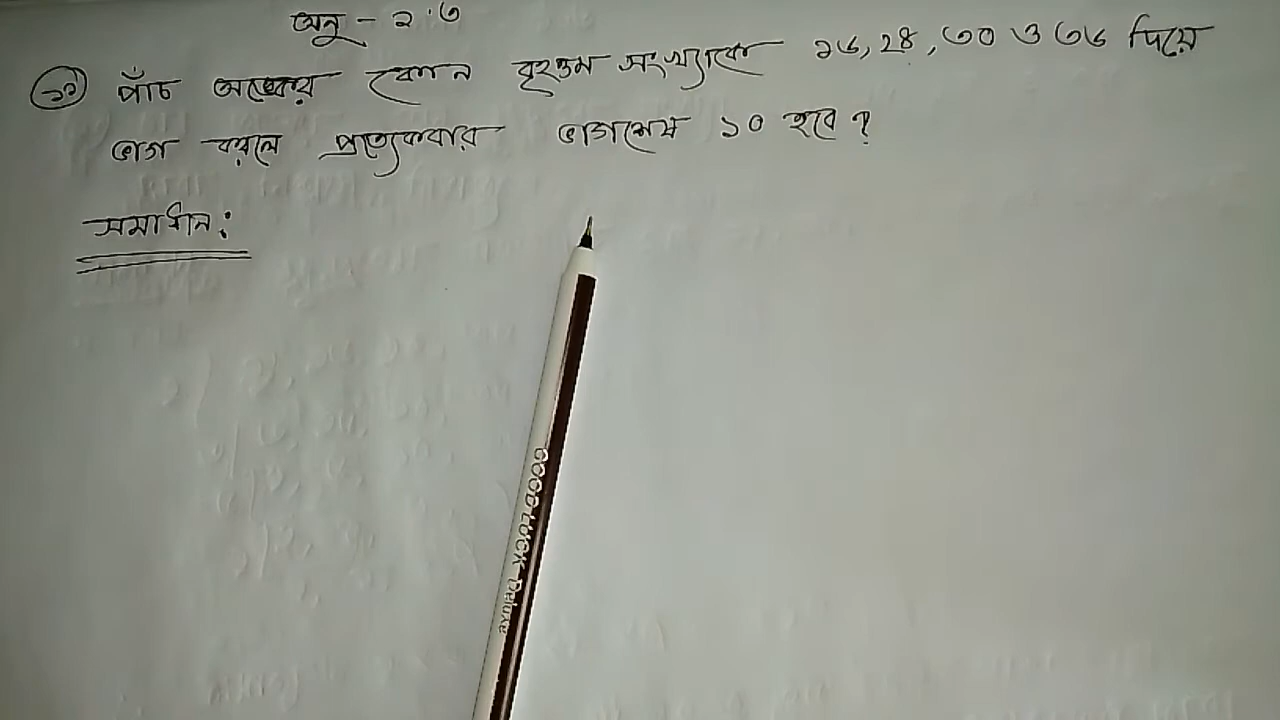 অনু - ২.৩
১০ পাঁচ অঙ্কের কোন বৃহত্তম সংখ্যাকে ১৬, ২৪, ৩০ ও ৩৬ দিয়ে
ভাগ করলে প্রত্যেকবার ভাগশেষ ১০ হবে ?
সমাধান :
GOOD LUCK Deluxe